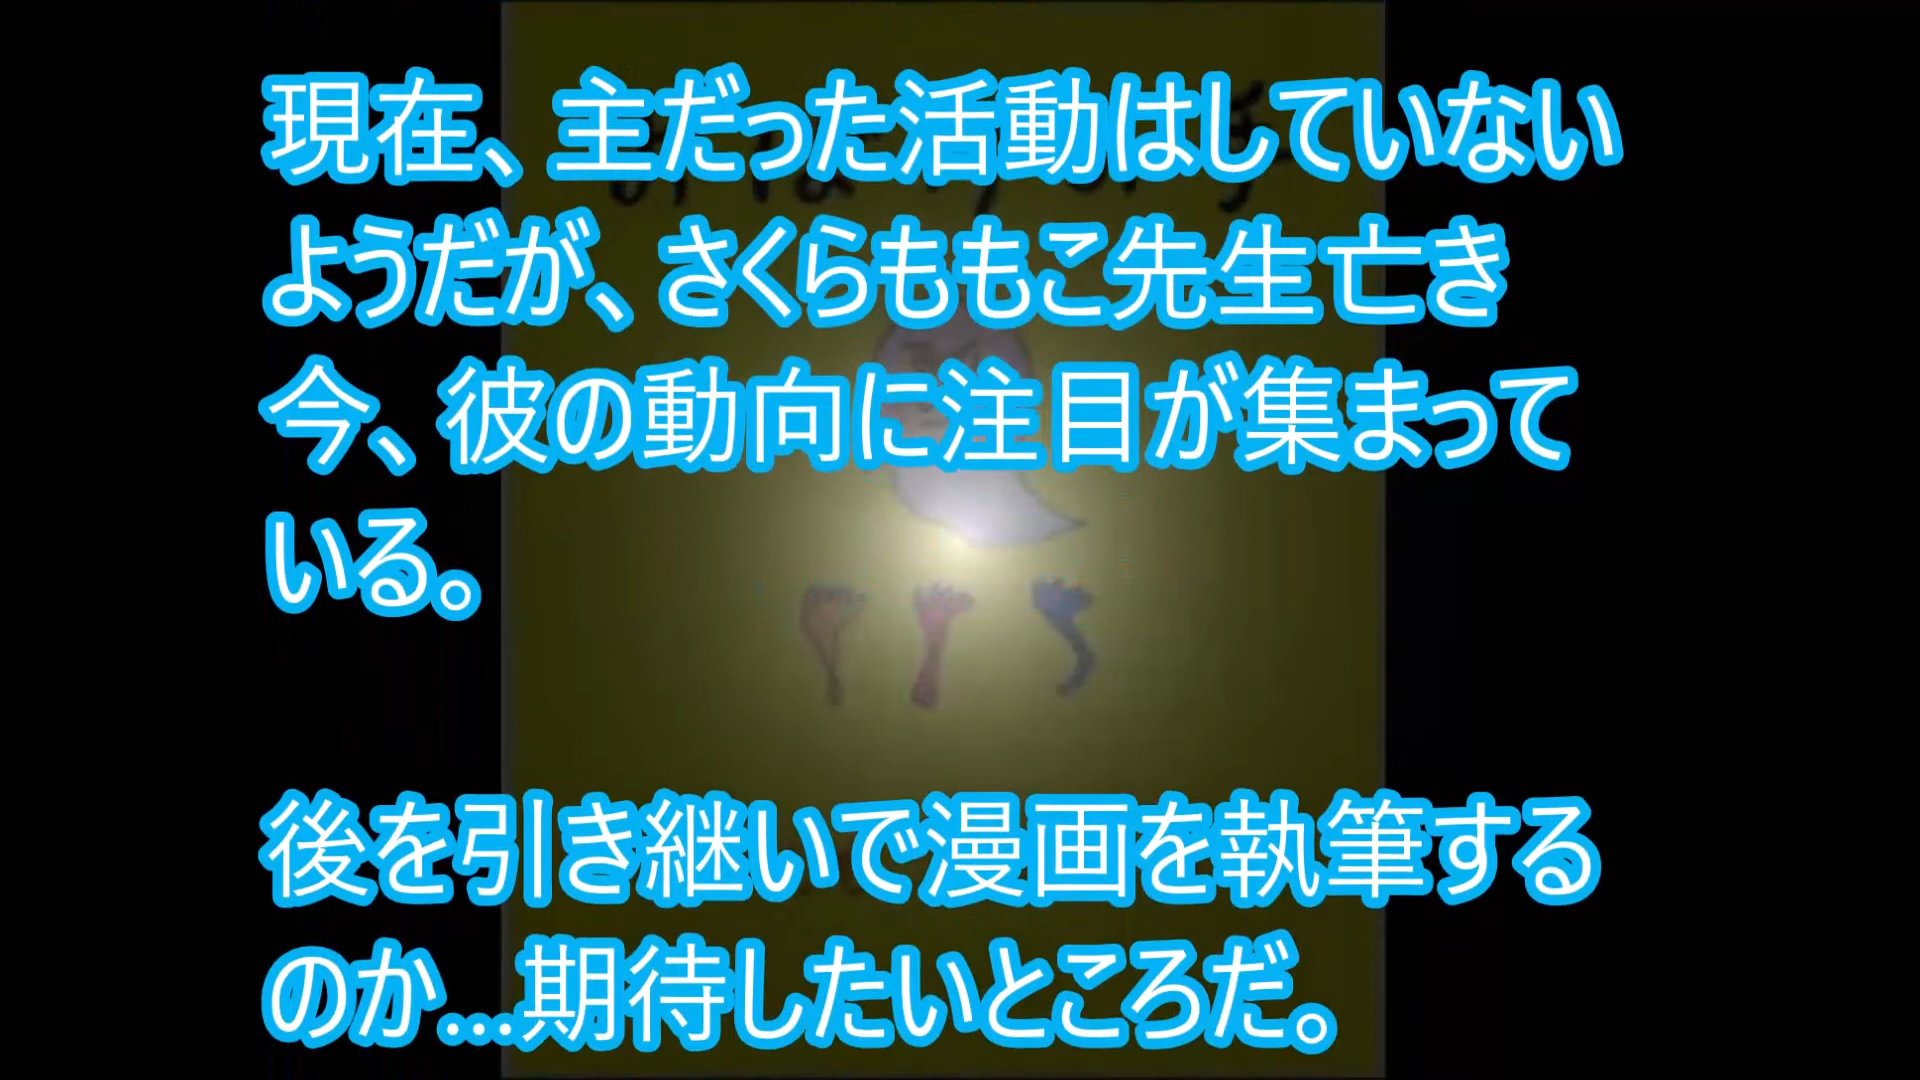 現在、主だった活動はしていない
ようだが、さくらももこ先生亡き
今、彼の動向に注目が集まって
いる。
後を引き継いで漫画を執筆する
のか...期待したいところだ。